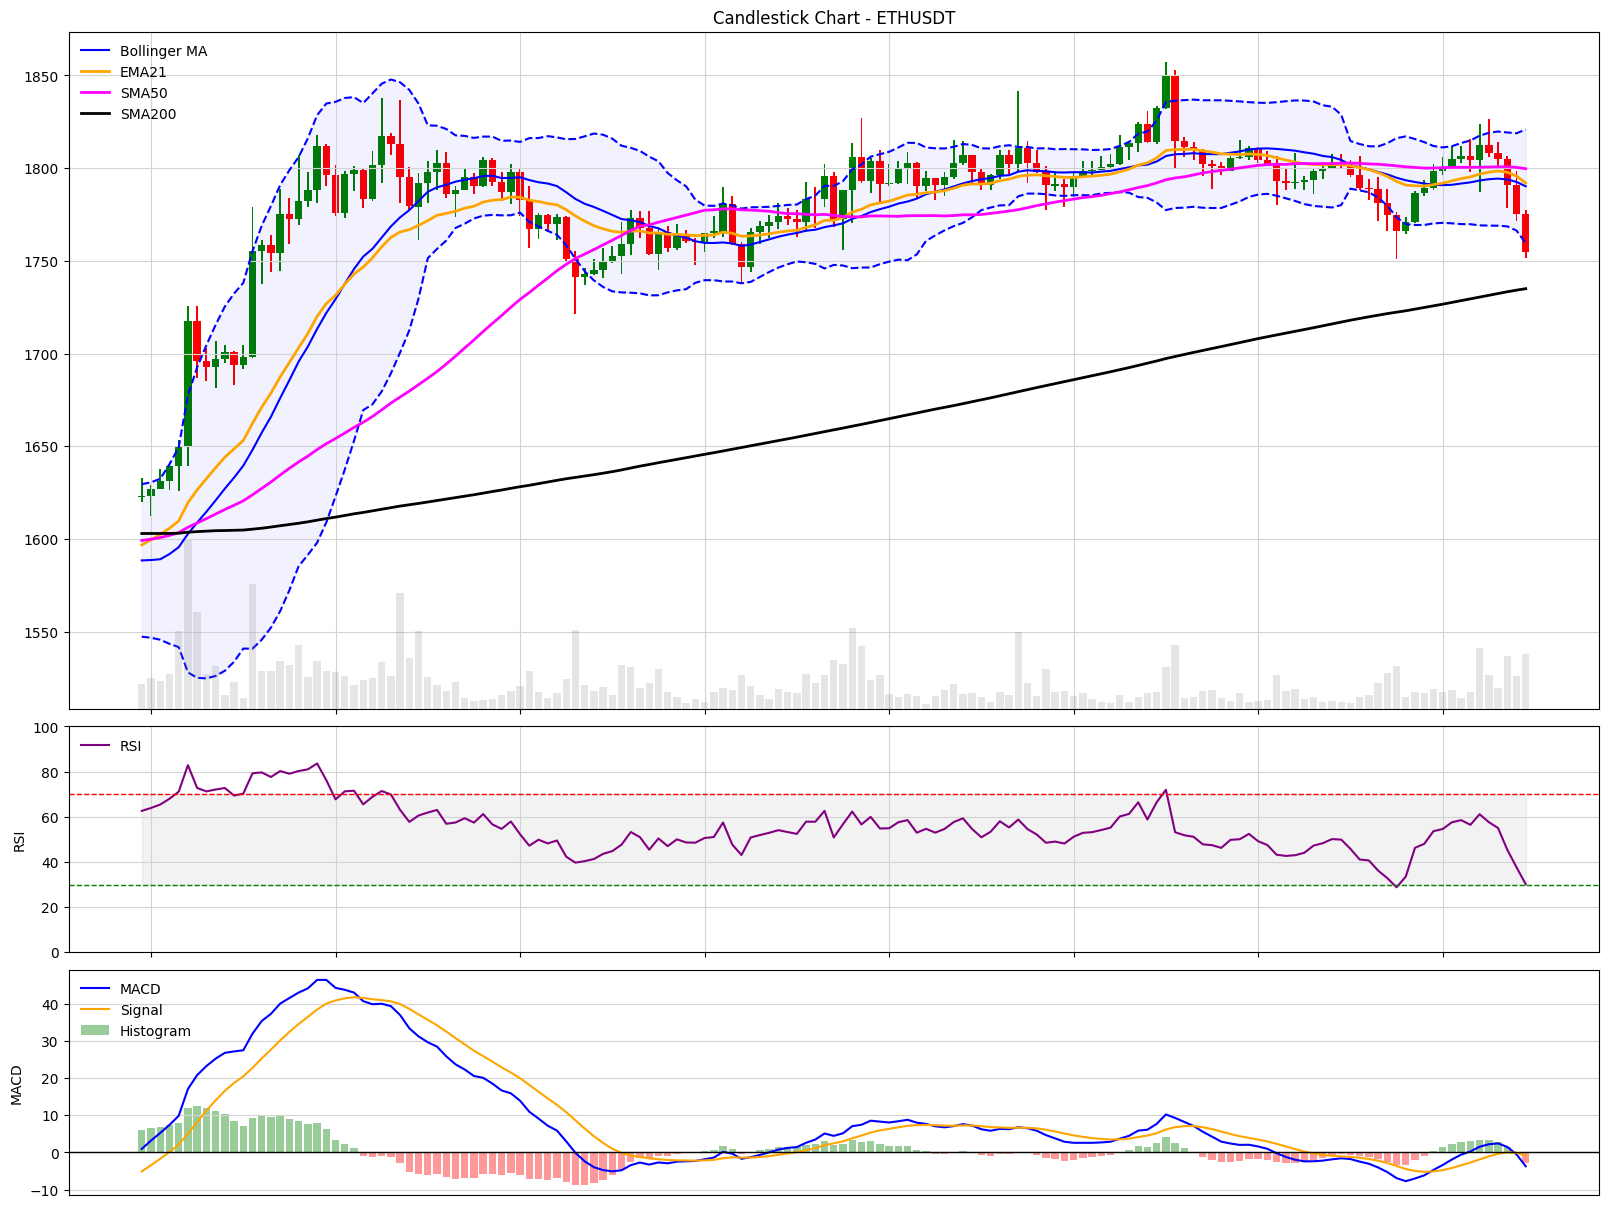 Candlestick Chart - ETHUSDT
Bollinger MA
EMA21
SMA50
SMA200
1850
1800
1750
1700
1650
1600
1550
RSI
RSI
100
80
60
40
20
0
MACD
Signal
Histogram
MACD
40
30
20
10
0
−10